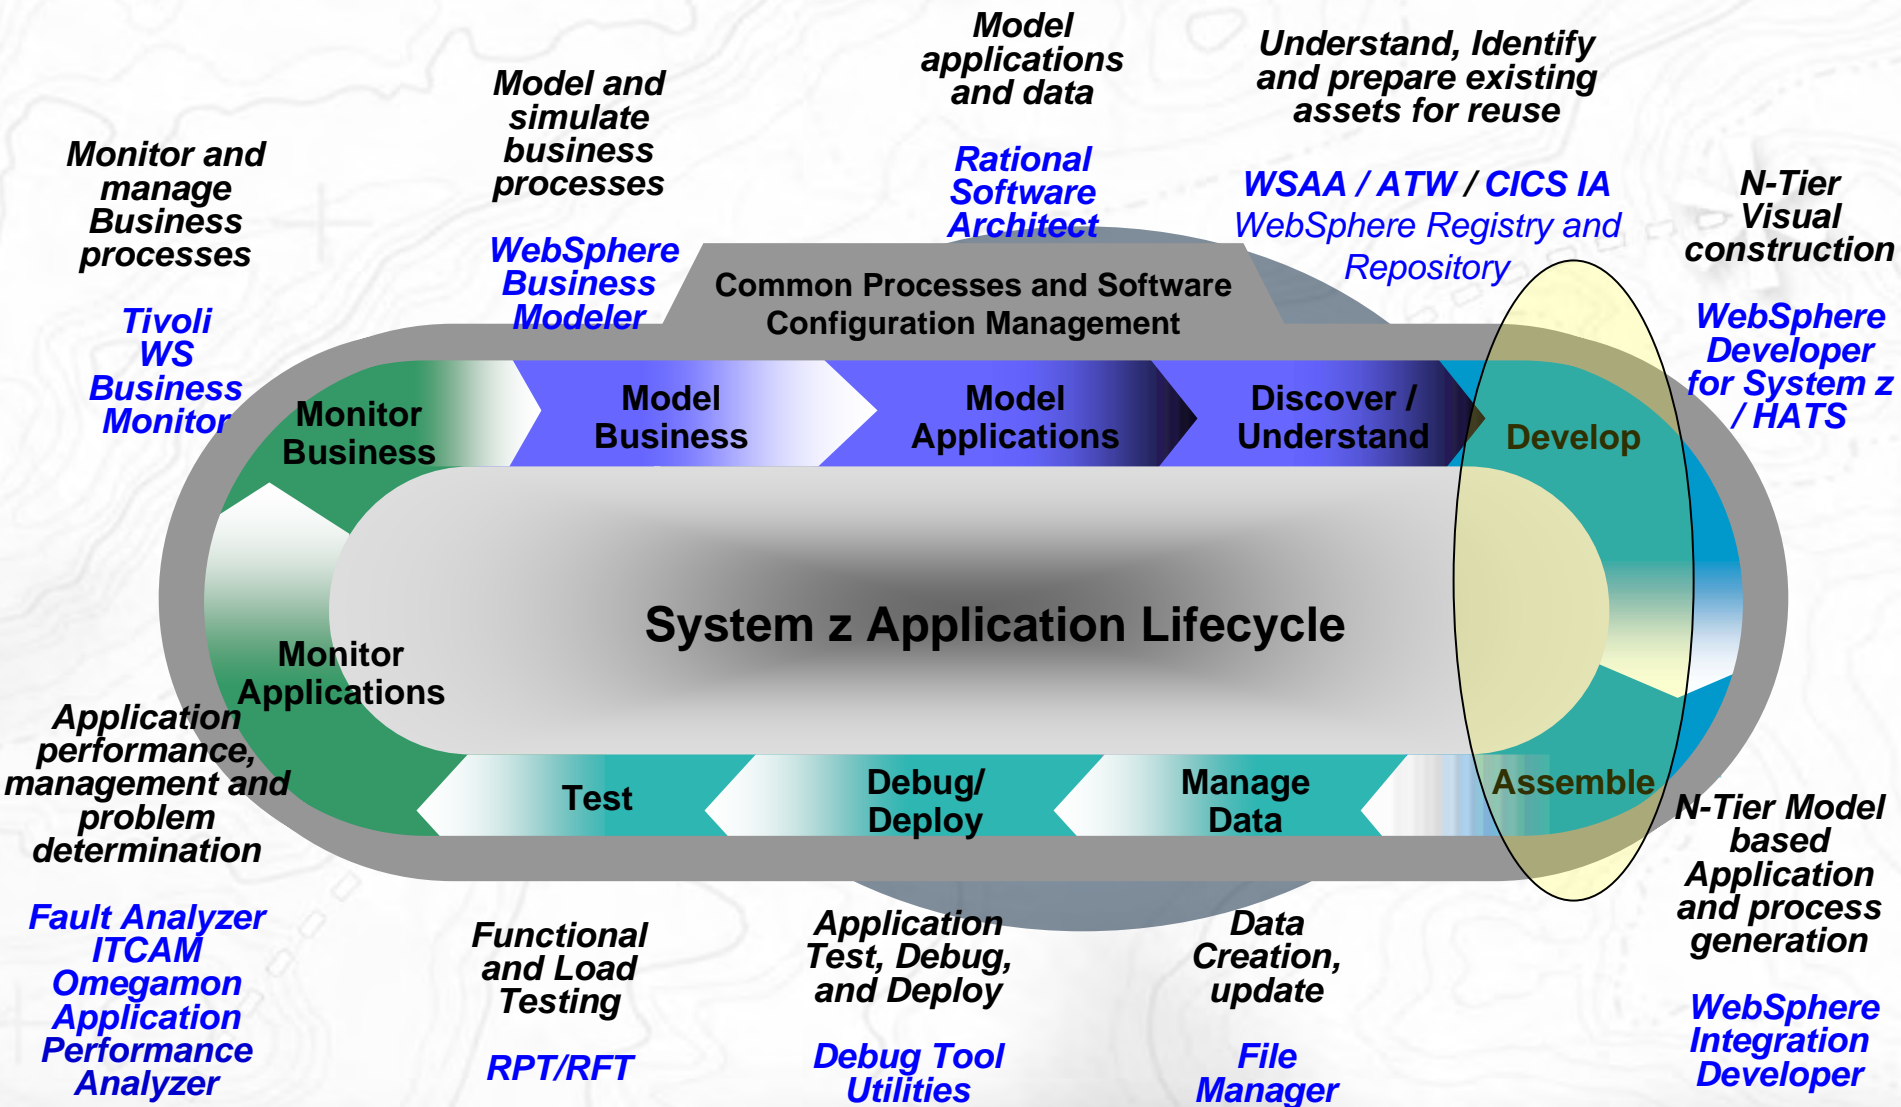 Model
applications
and data
Rational
Software
Architect
Understand, Identify
and prepare existing
assets for reuse
WSAA / ATW / CICS IA
WebSphere Registry and
Repository
Model and
simulate
business
processes
WebSphere
Business
Modeler
Monitor and
manage
Business
processes
Tivoli
WS
Business
Monitor
N-Tier
Visual
construction
WebSphere
Developer
for System z
/ HATS
Common Processes and Software
Configuration Management
Monitor
Business
Model
Business
Model
Applications
Discover /
Understand
Develop
System z Application Lifecycle
Monitor
Applications
Test
Debug/
Deploy
Manage
Data
Assemble
Application
performance,
management and
problem
determination
Fault Analyzer
ITCAM
Omegamon
Application
Performance
Analyzer
Functional
and Load
Testing
RPT/RFT
Application
Test, Debug,
and Deploy
Debug Tool
Utilities
Data
Creation,
update
File
Manager
N-Tier Model
based
Application
and process
generation
WebSphere
Integration
Developer